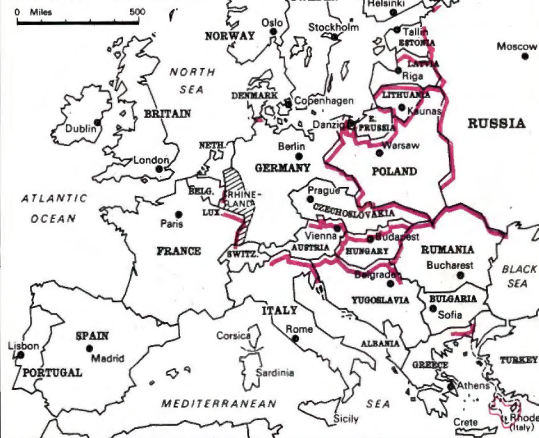 0 Miles 500
Helsinki
Oslo
Stockholm
NORWAY
Tallin
ESTONIA
Moscow
NORTH
SEA
LATVIA
Riga
DENMARK
Copenhagen
LITHUANIA
Kaunas
BRITAIN
Danzig
E.
PRUSSIA
RUSSIA
Dublin
NETH.
Berlin
Warsaw
London
GERMANY
POLAND
BELG.
RHINE-
LAND
Prague
ATLANTIC
OCEAN
LUX.
CZECHOSLOVAKIA
Paris
Vienna
Budapest
FRANCE
SWITZ.
AUSTRIA
HUNGARY
RUMANIA
Belgrade
Bucharest
BLACK
SEA
YUGOSLAVIA
BULGARIA
ITALY
Sofia
Corsica
Rome
SPAIN
Lisbon
Madrid
ALBANIA
TURKEY
GREECE
PORTUGAL
Sardinia
Athens
MEDITERRANEAN SEA
Sicily
Crete
Rhode
(Italy)